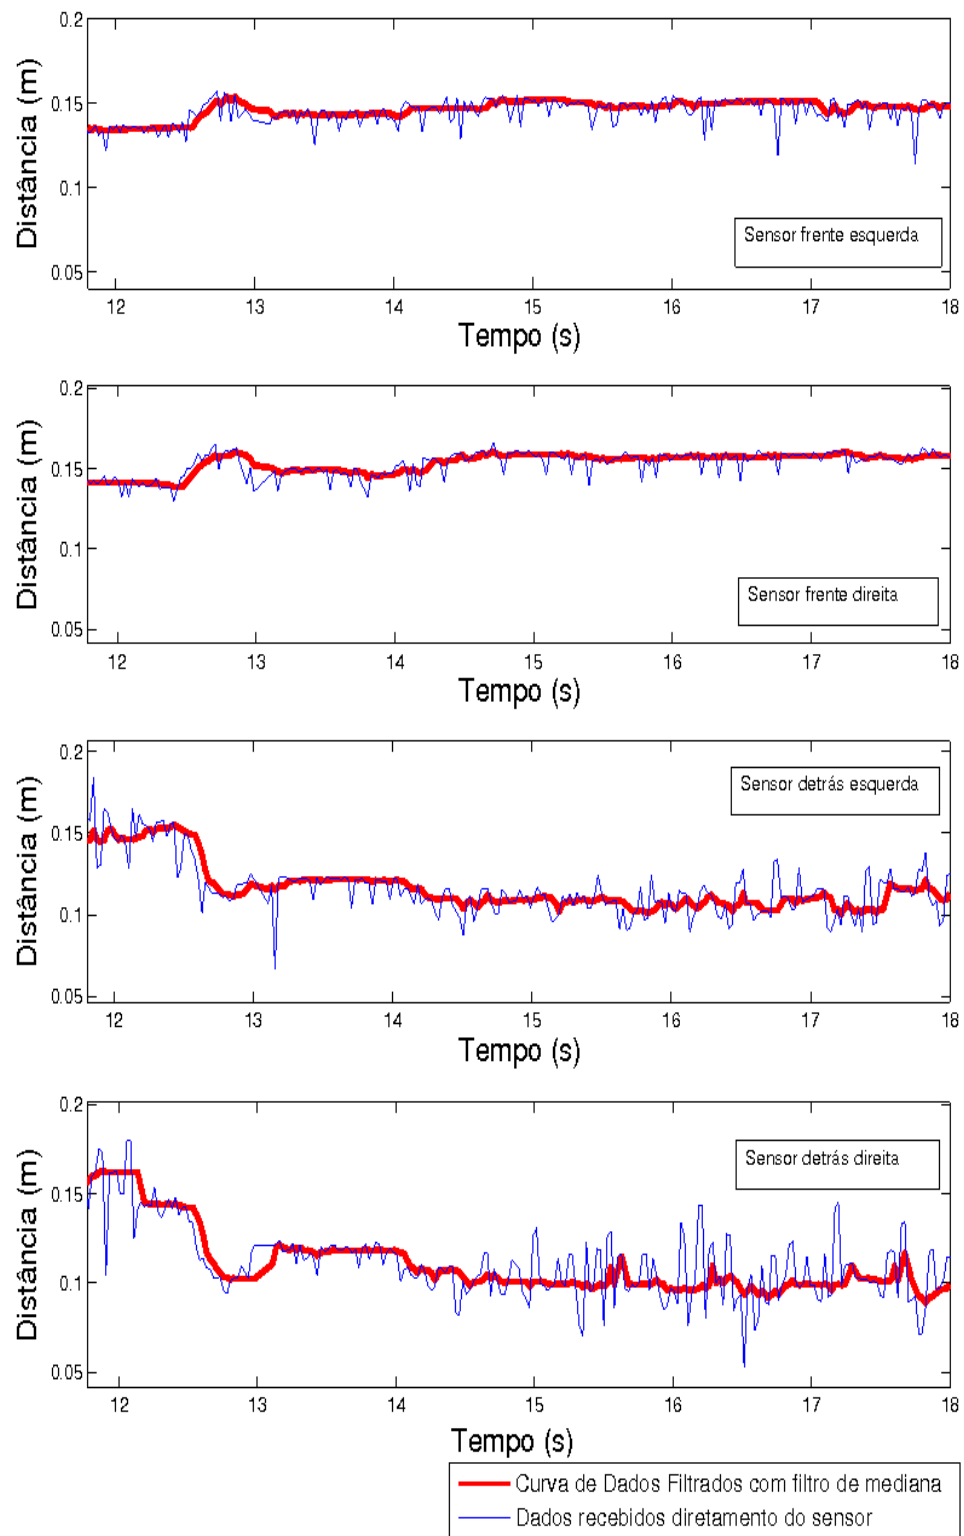 0.2
0.15
0.1
0.05
Distância (m)
Sensor frente esquerda
12 13 14 15 16 17 18
Tempo (s)
0.2
0.15
0.1
0.05
Distância (m)
Sensor frente direita
12 13 14 15 16 17 18
Tempo (s)
0.2
0.15
0.1
0.05
Distância (m)
Sensor detrás esquerda
12 13 14 15 16 17 18
Tempo (s)
0.2
0.15
0.1
0.05
Distância (m)
Sensor detrás direita
12 13 14 15 16 17 18
Tempo (s)
Curva de Dados Filtrados com filtro de mediana
Dados recebidos diretamento do sensor